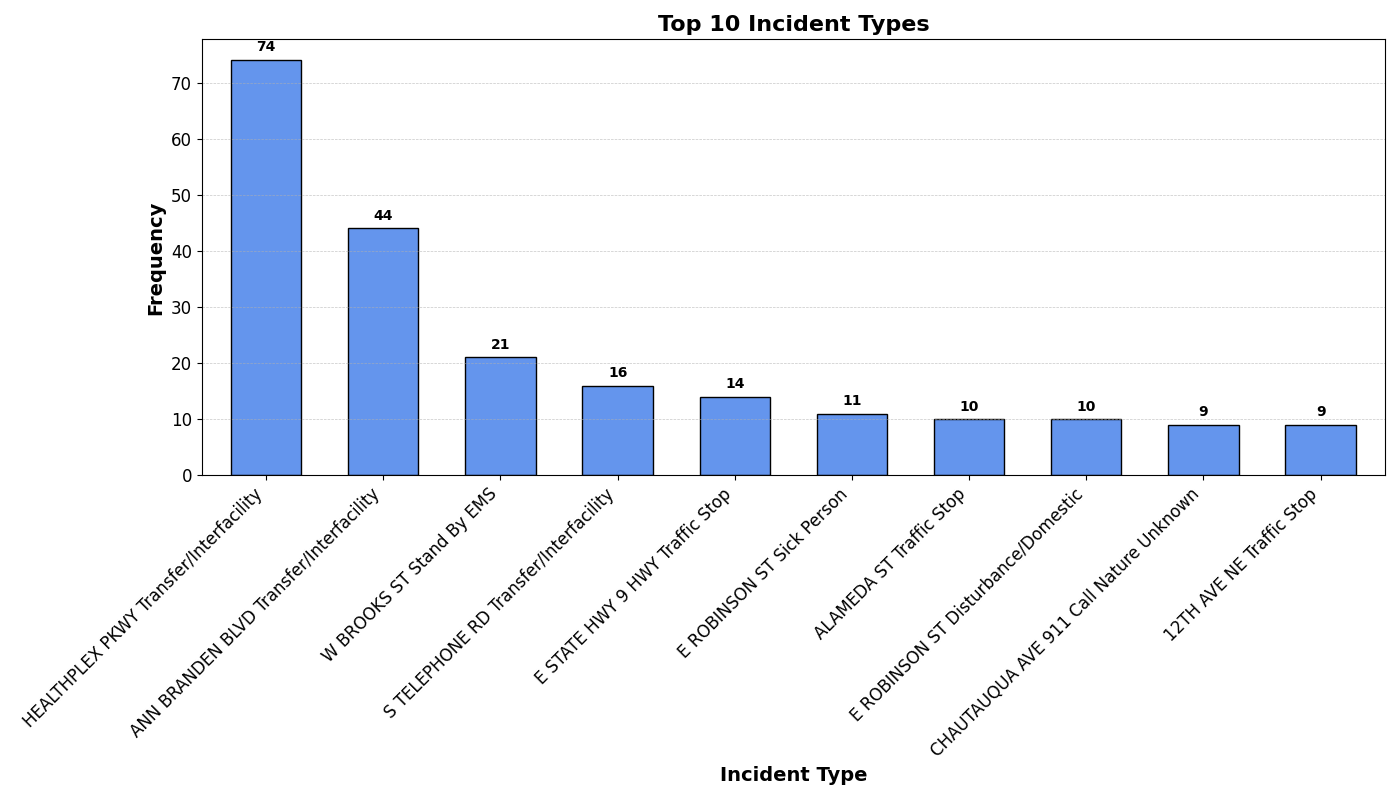 Top 10 Incident Types
Frequency
70
60
50
40
30
20
10
0
74
44
21
16
14
11
10
10
9
9
HEALTHPLEX PKWY Transfer/Interfacility
ANN BRANDEN BLVD Transfer/Interfacility
W BROOKS ST Stand By EMS
S TELEPHONE RD Transfer/Interfacility
E STATE HWY 9 HWY Traffic Stop
E ROBINSON ST Sick Person
ALAMEDA ST Traffic Stop
E ROBINSON ST Disturbance/Domestic
CHAUTAUQUA AVE 911 Call Nature Unknown
12TH AVE NE Traffic Stop
Incident Type